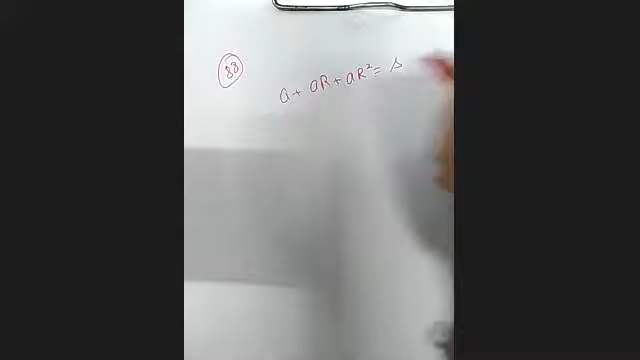 88
a + aR + aR² = s